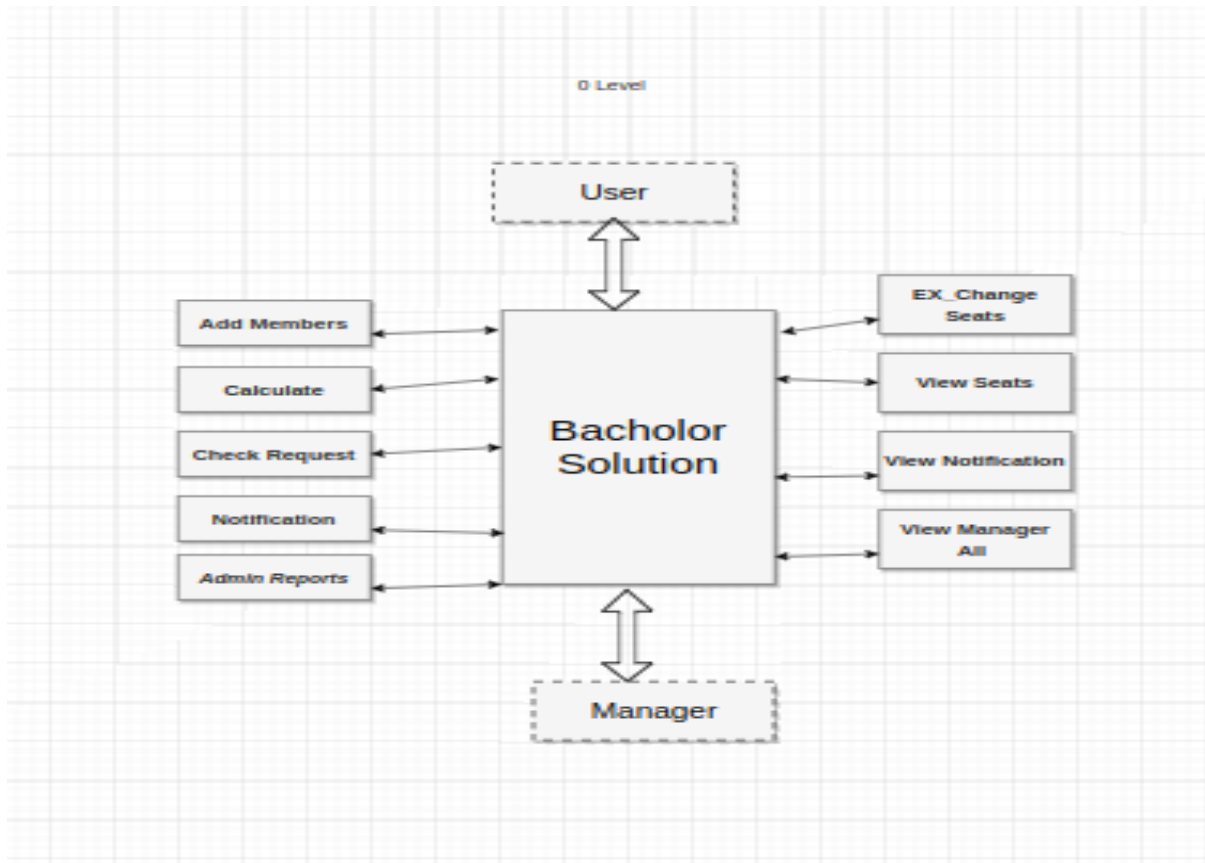 0 Level
User
Add Members
Calculate
Check Request
Notification
Admin Reports
Bacholor
Solution
EX_Change
Seats
View Seats
View Notification
View Manager
All
Manager